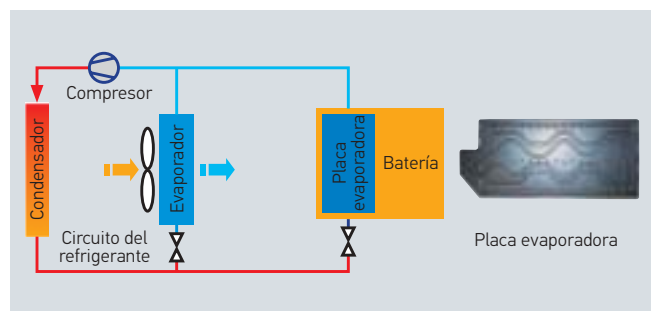 Compresor
Condensador
Evaporador
Placa
evaporadora
Batería
Circuito del
refrigerante
Placa evaporadora